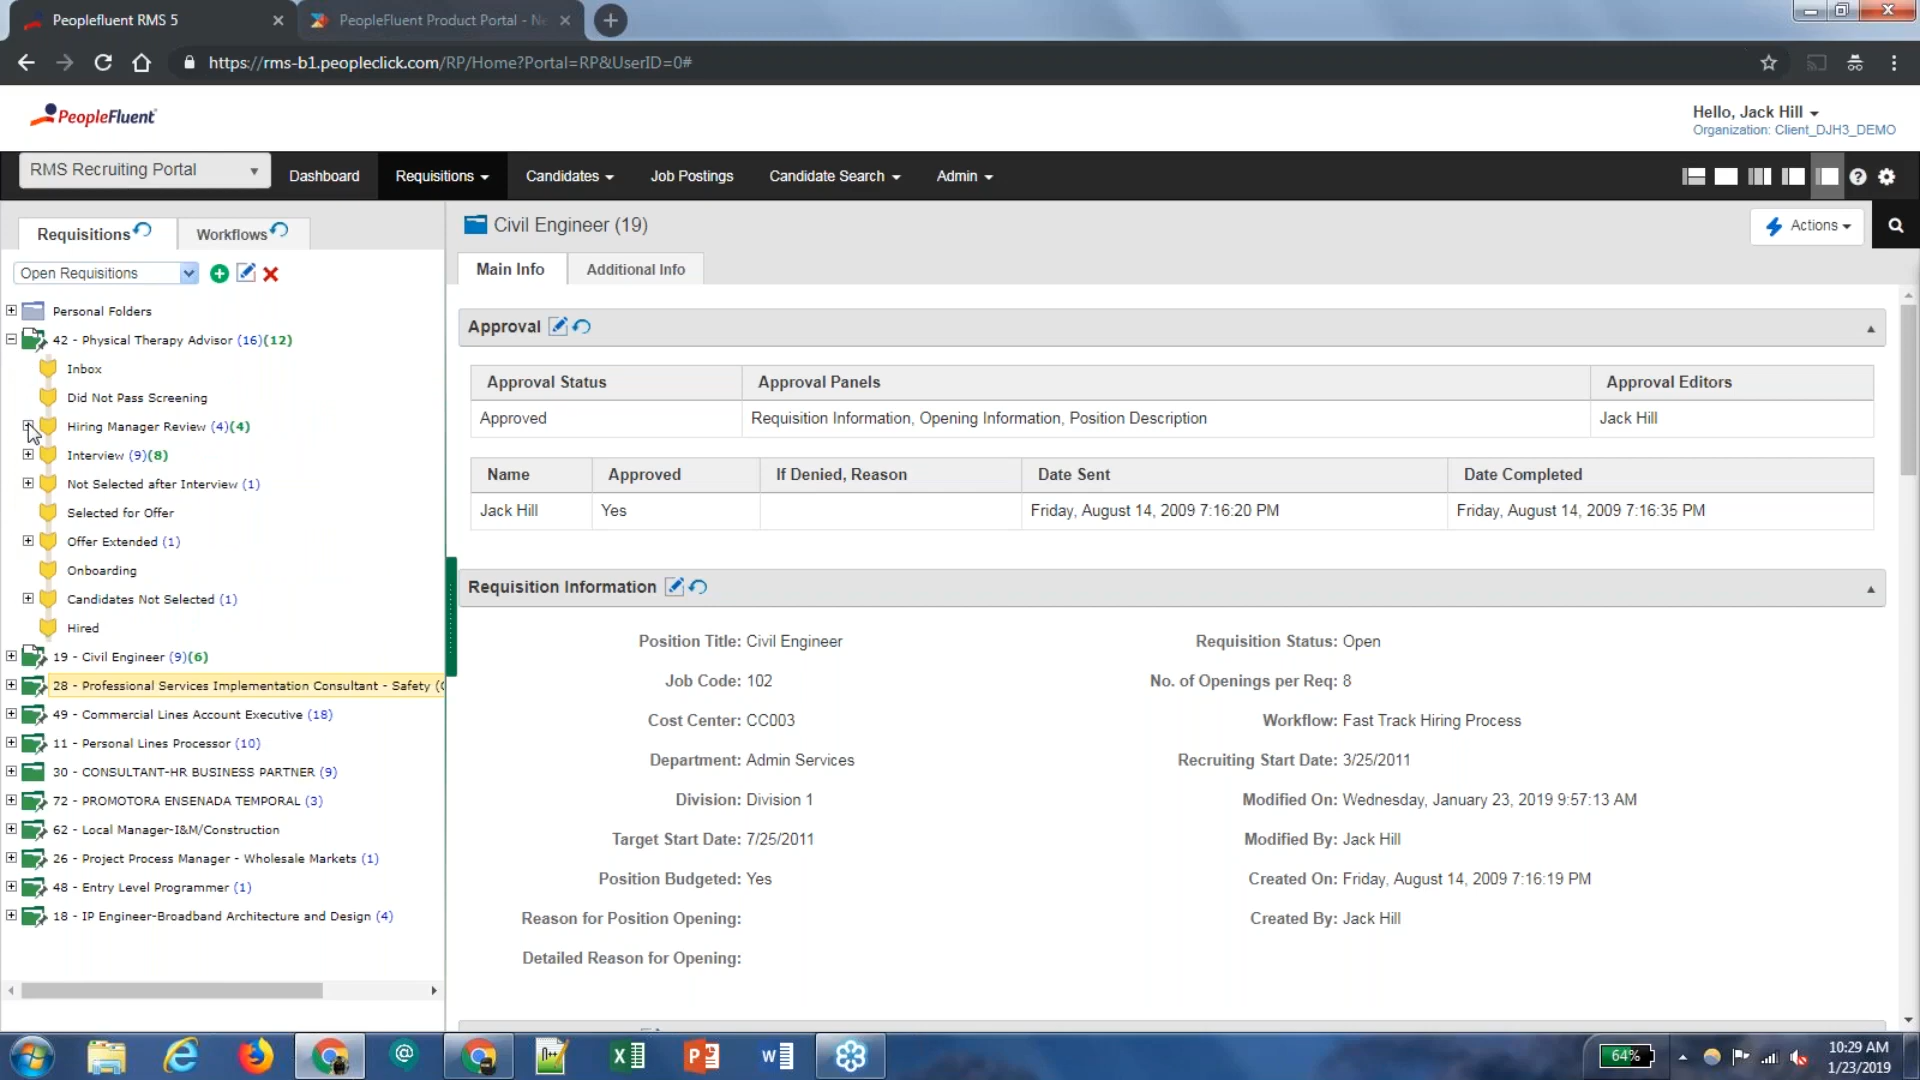 Peoplefluent RMS 5
PeopleFluent Product Portal - Ne
https://rms-b1.peopleclick.com/RP/Home?Portal=RP&UserID=0#
PeopleFluent
Hello, Jack Hill
Organization: Client_DJH3_DEMO
RMS Recruiting Portal
Dashboard
Requisitions
Candidates
Job Postings
Candidate Search
Admin
Requisitions
Workflows
Open Requisitions
Personal Folders
42 - Physical Therapy Advisor (16)(12)
Inbox
Did Not Pass Screening
Hiring Manager Review (4)(4)
Interview (9)(8)
Not Selected after Interview (1)
Selected for Offer
Offer Extended (1)
Onboarding
Candidates Not Selected (1)
Hired
19 - Civil Engineer (9)(6)
28 - Professional Services Implementation Consultant - Safety (
49 - Commercial Lines Account Executive (18)
11 - Personal Lines Processor (10)
30 - CONSULTANT-HR BUSINESS PARTNER (9)
72 - PROMOTORA ENSENADA TEMPORAL (3)
62 - Local Manager-I&M/Construction
26 - Project Process Manager - Wholesale Markets (1)
48 - Entry Level Programmer (1)
18 - IP Engineer-Broadband Architecture and Design (4)
Civil Engineer (19)
Actions
Main Info
Additional Info
Approval
Approval Status
Approval Panels
Approval Editors
Approved
Requisition Information, Opening Information, Position Description
Jack Hill
Name
Approved
If Denied, Reason
Date Sent
Date Completed
Jack Hill
Yes
Friday, August 14, 2009 7:16:20 PM
Friday, August 14, 2009 7:16:35 PM
Requisition Information
Position Title: Civil Engineer
Requisition Status: Open
Job Code: 102
No. of Openings per Req: 8
Cost Center: CC003
Workflow: Fast Track Hiring Process
Department: Admin Services
Recruiting Start Date: 3/25/2011
Division: Division 1
Modified On: Wednesday, January 23, 2019 9:57:13 AM
Target Start Date: 7/25/2011
Modified By: Jack Hill
Position Budgeted: Yes
Created On: Friday, August 14, 2009 7:16:19 PM
Reason for Position Opening:
Created By: Jack Hill
Detailed Reason for Opening:
64%
10:29 AM
1/23/2019